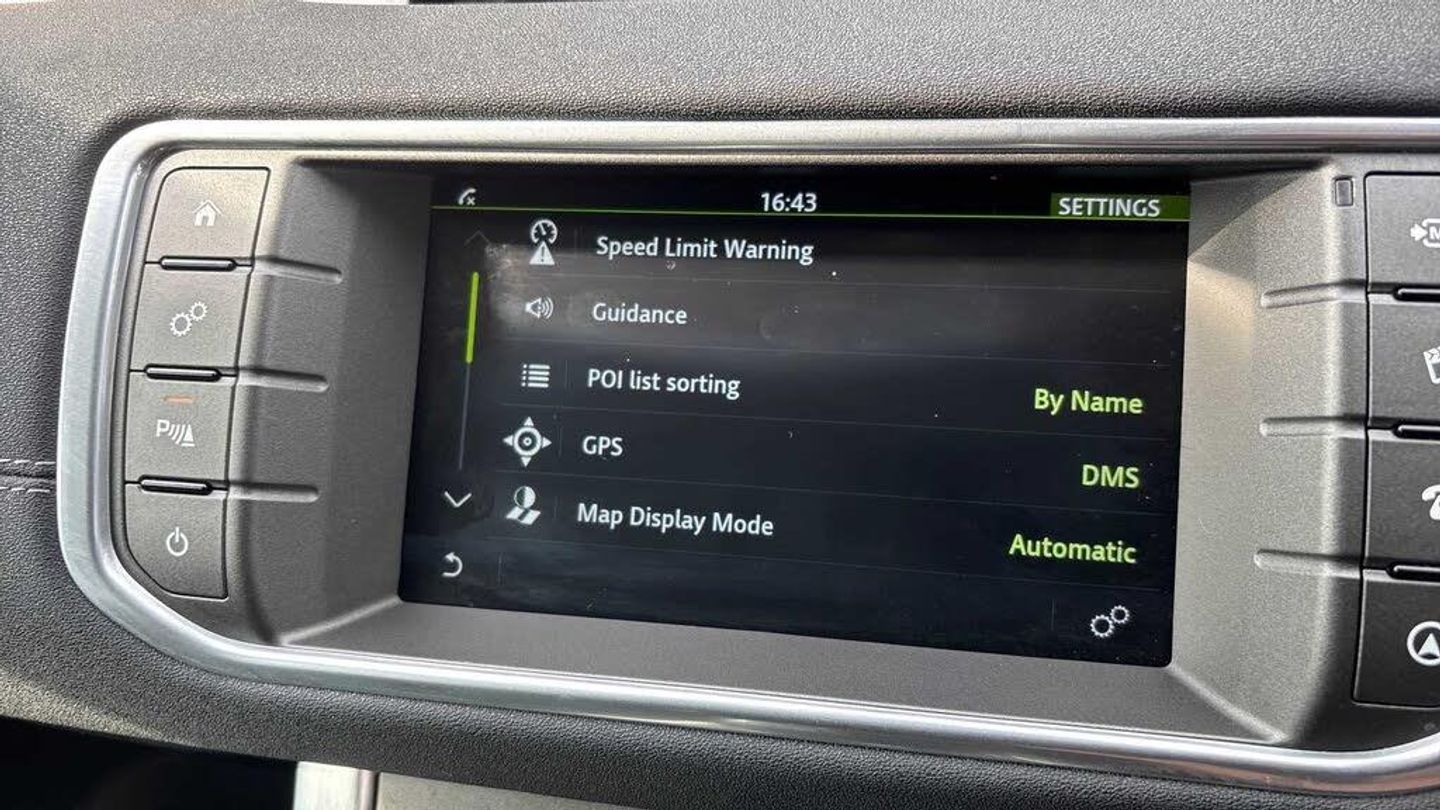 16:43
SETTINGS
Speed Limit Warning
Guidance
POI list sorting
By Name
GPS
DMS
Map Display Mode
Automatic
P
M